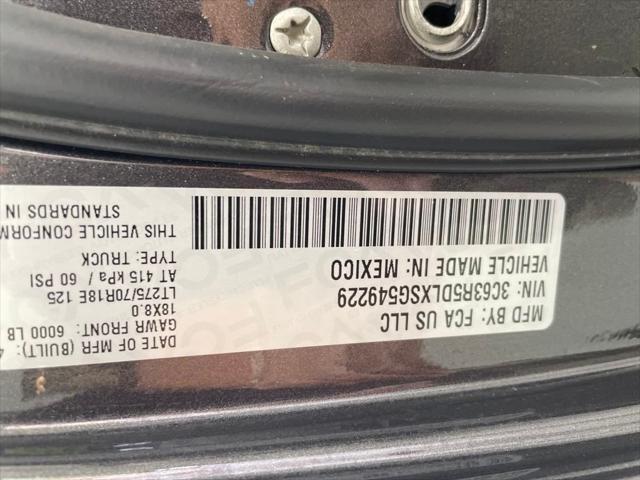 MFD BY: FCA US LLC
DATE OF MFR (BUILT): 4
GAWR FRONT: 6000 LB
18X8.0
LT275/70R18E 125
AT 415 kPa / 60 PSI
VIN: 3C63R5DLXSG549229
TYPE: TRUCK
VEHICLE MADE IN: MEXICO
THIS VEHICLE CONFORM
STANDARDS IN